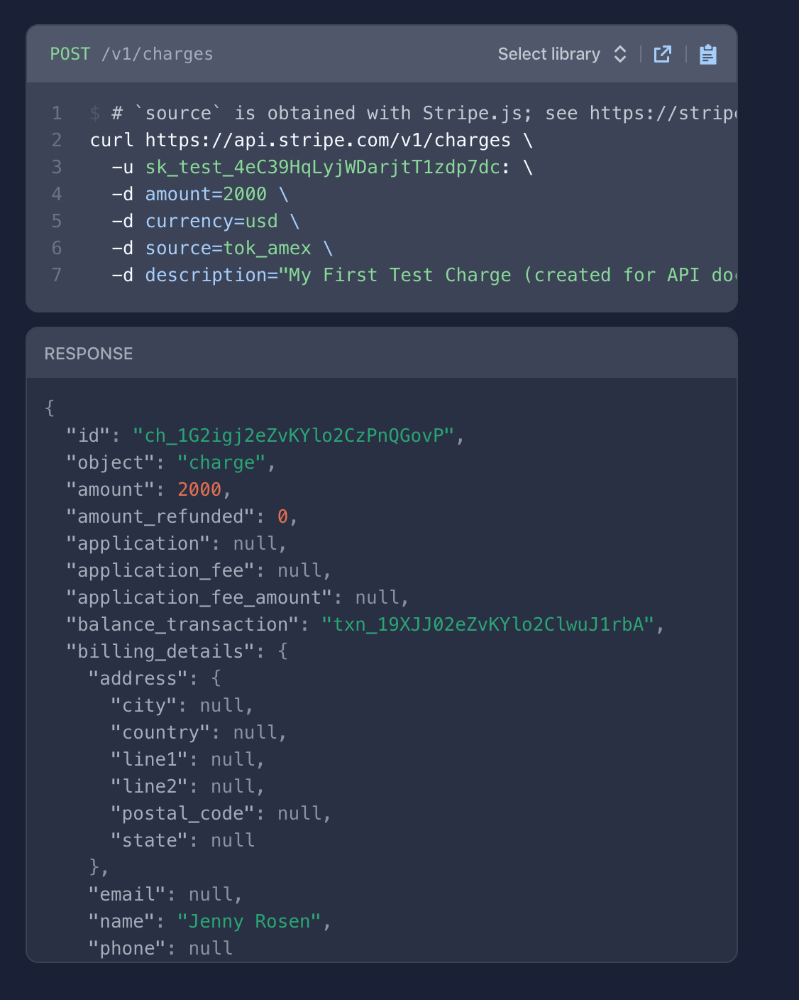 POST /v1/charges
Select library
1 $ # `source` is obtained with Stripe.js; see https://stripe
2 curl https://api.stripe.com/v1/charges \
3 -u sk_test_4eC39HqLyjWDarjtT1zdp7dc: \
4 -d amount=2000 \
5 -d currency=usd \
6 -d source=tok_amex \
7 -d description="My First Test Charge (created for API doc
RESPONSE
{
"id": "ch_1G2igj2eZvKYlo2CzPnQGovP",
"object": "charge",
"amount": 2000,
"amount_refunded": 0,
"application": null,
"application_fee": null,
"application_fee_amount": null,
"balance_transaction": "txn_19XJJ02eZvKYlo2ClwuJ1rbA",
"billing_details": {
"address": {
"city": null,
"country": null,
"line1": null,
"line2": null,
"postal_code": null,
"state": null
},
"email": null,
"name": "Jenny Rosen",
"phone": null